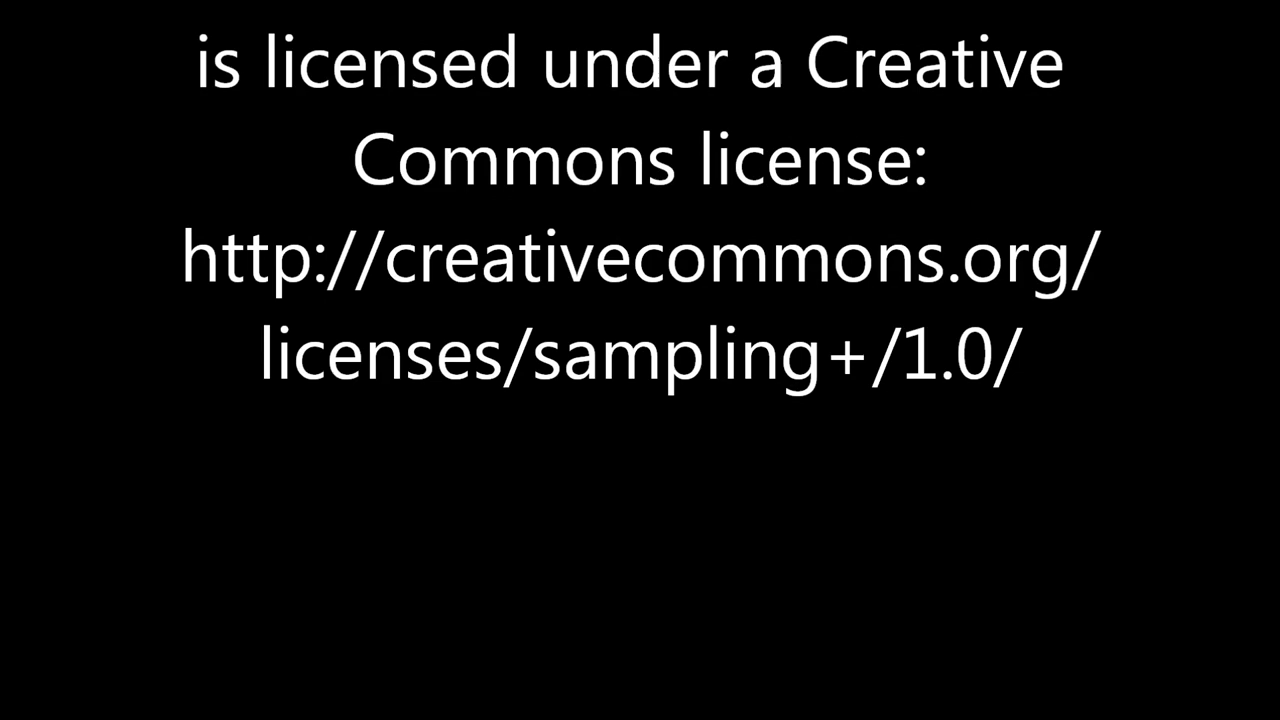 is licensed under a Creative
Commons license:
http://creativecommons.org/
licenses/sampling+/1.0/